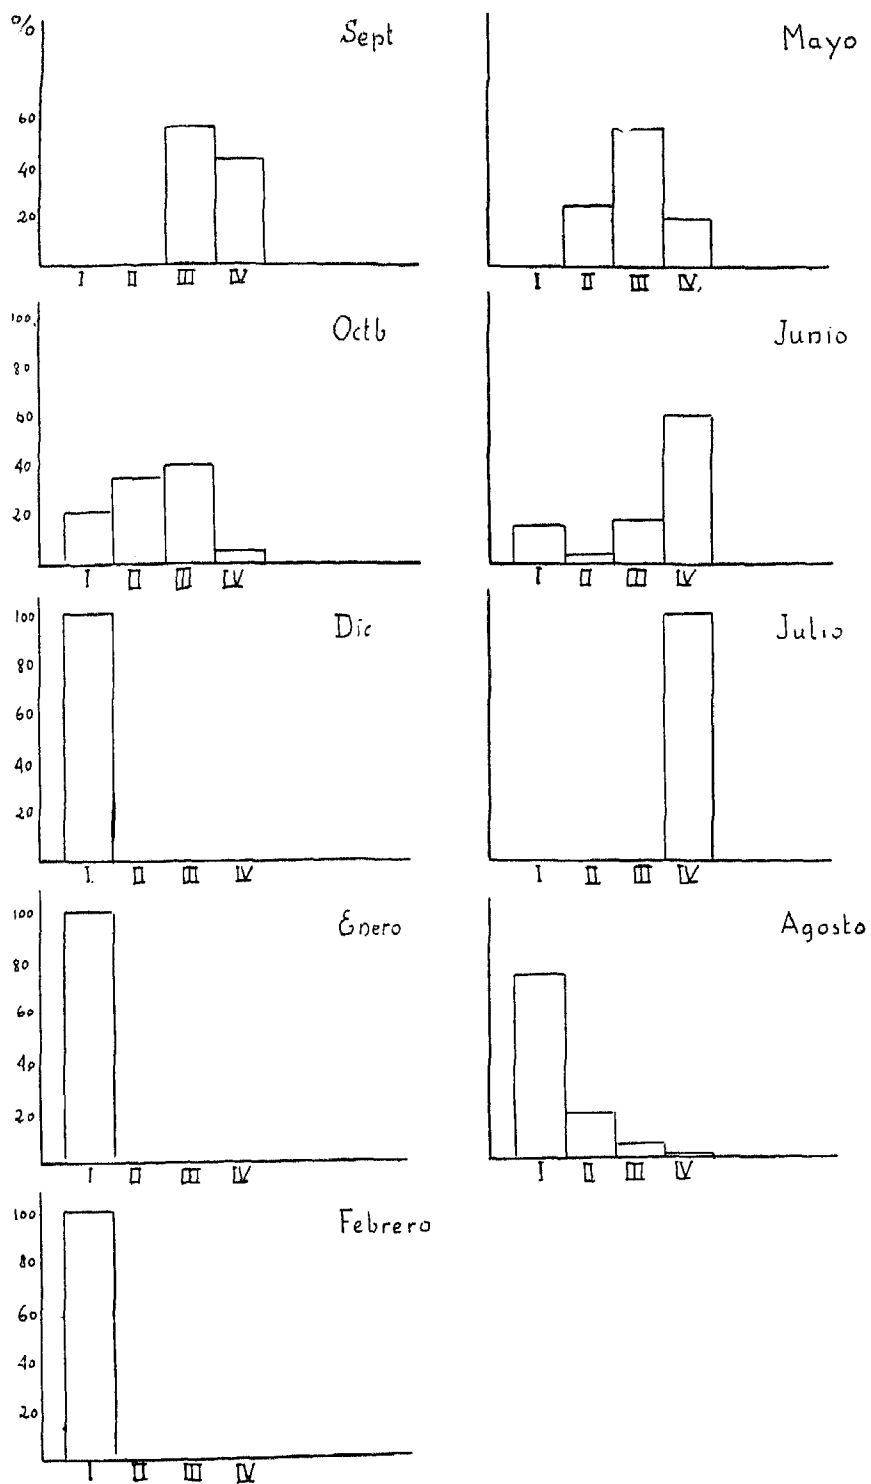 %
Sept
60
40
20
I II III IV
Mayo
I II III IV.
100.
Octb
80
60
40
20
I II III IV
Junio
I II III IV
100
Dic
80
60
40
20
I. II III IV
Julio
I II III IV
100
Enero
80
60
40
20
I II III IV
Agosto
I II III IV
100
Febrero
80
60
40
20
I II III IV